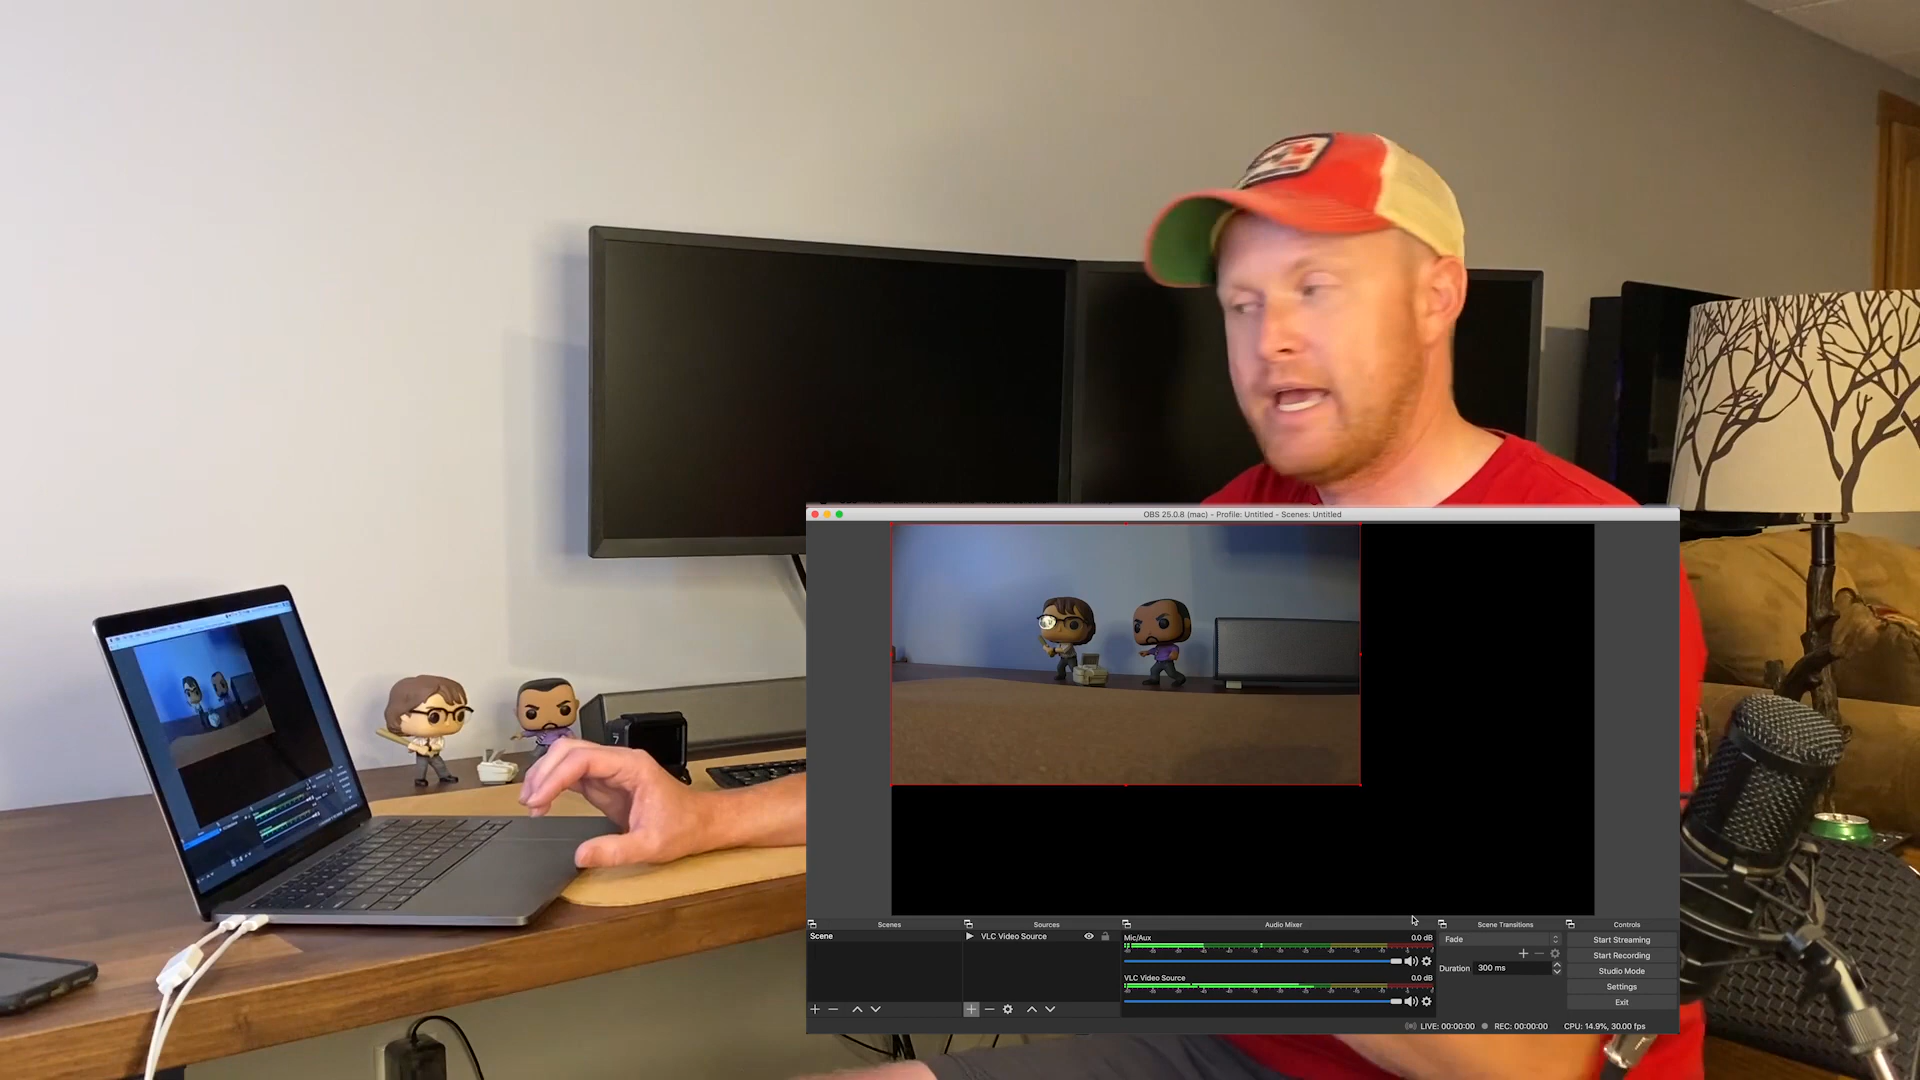 OBS 25.0.8 (mac) - Profile: Untitled - Scenes: Untitled
Scenes
Sources
Audio Mixer
Scene Transitions
Controls
Scene
VLC Video Source
Mic/Aux
0.0 dB
VLC Video Source
0.0 dB
Fade
Duration
300 ms
Start Streaming
Start Recording
Studio Mode
Settings
Exit
LIVE: 00:00:00
REC: 00:00:00
CPU: 14.9%, 30.00 fps
7